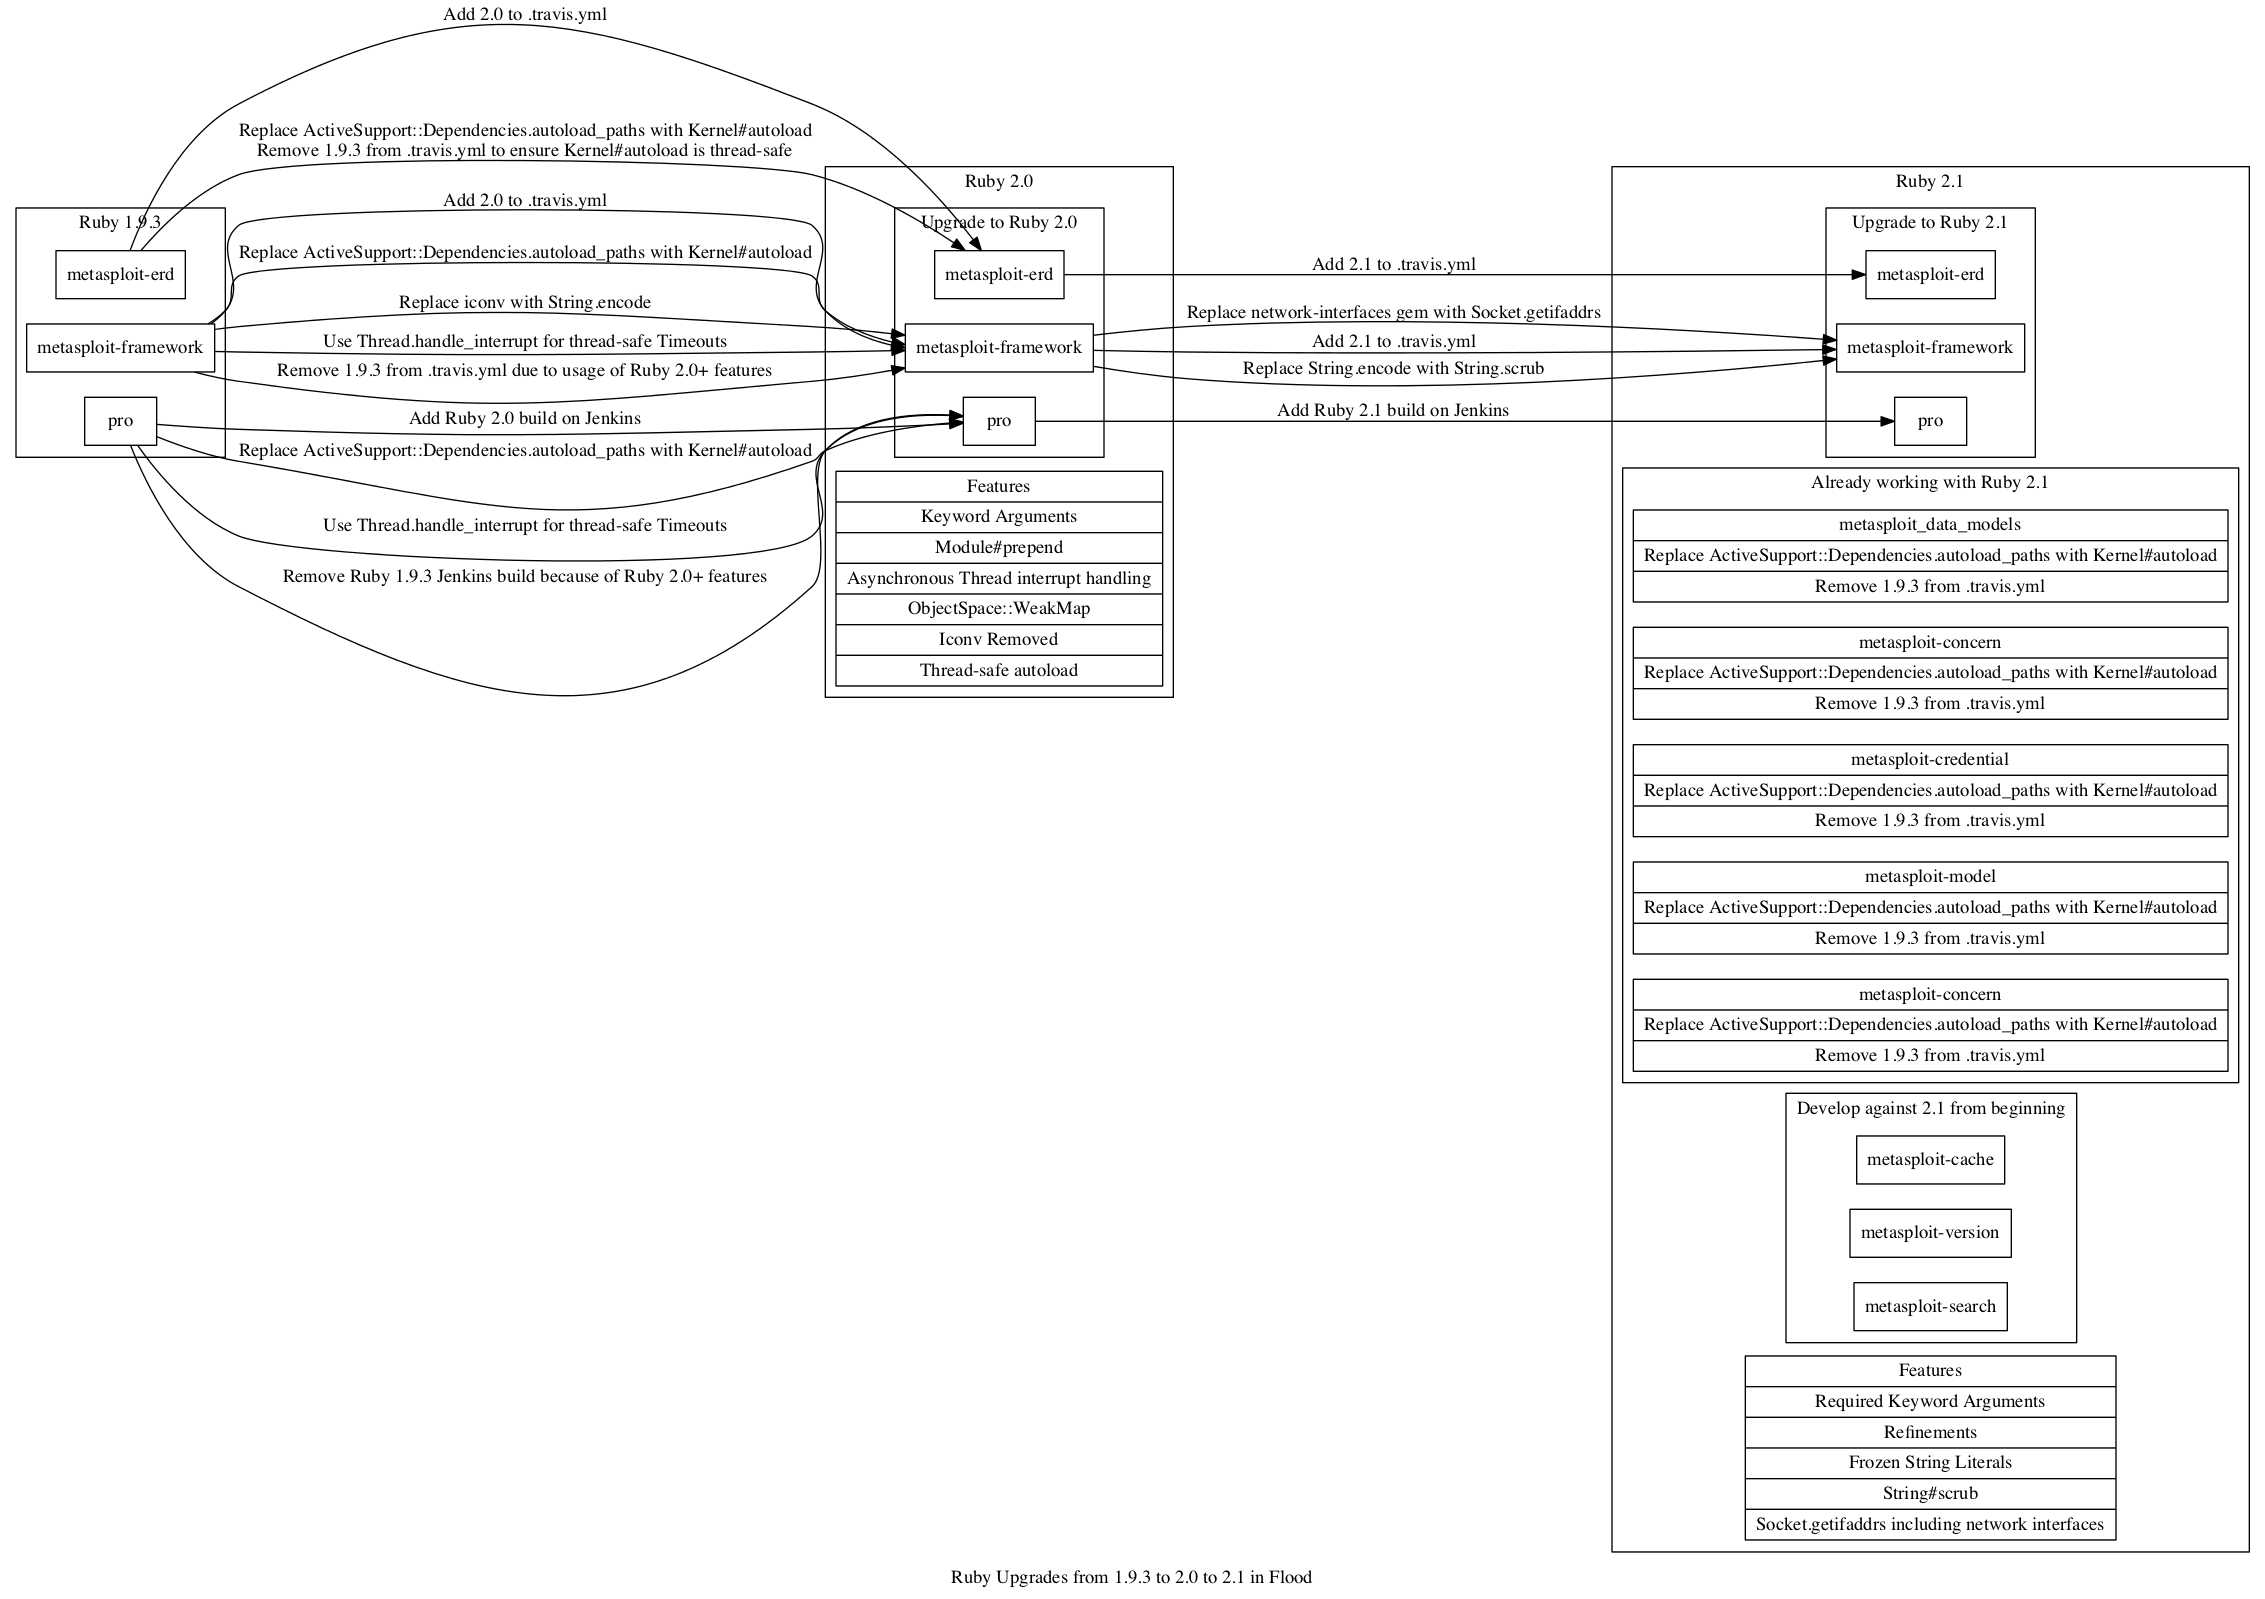 Add 2.0 to .travis.yml
Replace ActiveSupport::Dependencies.autoload_paths with Kernel#autoload
Remove 1.9.3 from .travis.yml to ensure Kernel#autoload is thread-safe
Add 2.0 to .travis.yml
Replace ActiveSupport::Dependencies.autoload_paths with Kernel#autoload
Replace iconv with String.encode
Use Thread.handle_interrupt for thread-safe Timeouts
Remove 1.9.3 from .travis.yml due to usage of Ruby 2.0+ features
Add Ruby 2.0 build on Jenkins
Replace ActiveSupport::Dependencies.autoload_paths with Kernel#autoload
Use Thread.handle_interrupt for thread-safe Timeouts
Remove Ruby 1.9.3 Jenkins build because of Ruby 2.0+ features
Ruby 1.9.3
metasploit-erd
metasploit-framework
pro
Ruby 2.0
Upgrade to Ruby 2.0
metasploit-erd
metasploit-framework
pro
Features
Keyword Arguments
Module#prepend
Asynchronous Thread interrupt handling
ObjectSpace::WeakMap
Iconv Removed
Thread-safe autoload
Add 2.1 to .travis.yml
Replace network-interfaces gem with Socket.getifaddrs
Add 2.1 to .travis.yml
Replace String.encode with String.scrub
Add Ruby 2.1 build on Jenkins
Ruby 2.1
Upgrade to Ruby 2.1
metasploit-erd
metasploit-framework
pro
Already working with Ruby 2.1
metasploit_data_models
Replace ActiveSupport::Dependencies.autoload_paths with Kernel#autoload
Remove 1.9.3 from .travis.yml
metasploit-concern
Replace ActiveSupport::Dependencies.autoload_paths with Kernel#autoload
Remove 1.9.3 from .travis.yml
metasploit-credential
Replace ActiveSupport::Dependencies.autoload_paths with Kernel#autoload
Remove 1.9.3 from .travis.yml
metasploit-model
Replace ActiveSupport::Dependencies.autoload_paths with Kernel#autoload
Remove 1.9.3 from .travis.yml
metasploit-concern
Replace ActiveSupport::Dependencies.autoload_paths with Kernel#autoload
Remove 1.9.3 from .travis.yml
Develop against 2.1 from beginning
metasploit-cache
metasploit-version
metasploit-search
Features
Required Keyword Arguments
Refinements
Frozen String Literals
String#scrub
Socket.getifaddrs including network interfaces
Ruby Upgrades from 1.9.3 to 2.0 to 2.1 in Flood